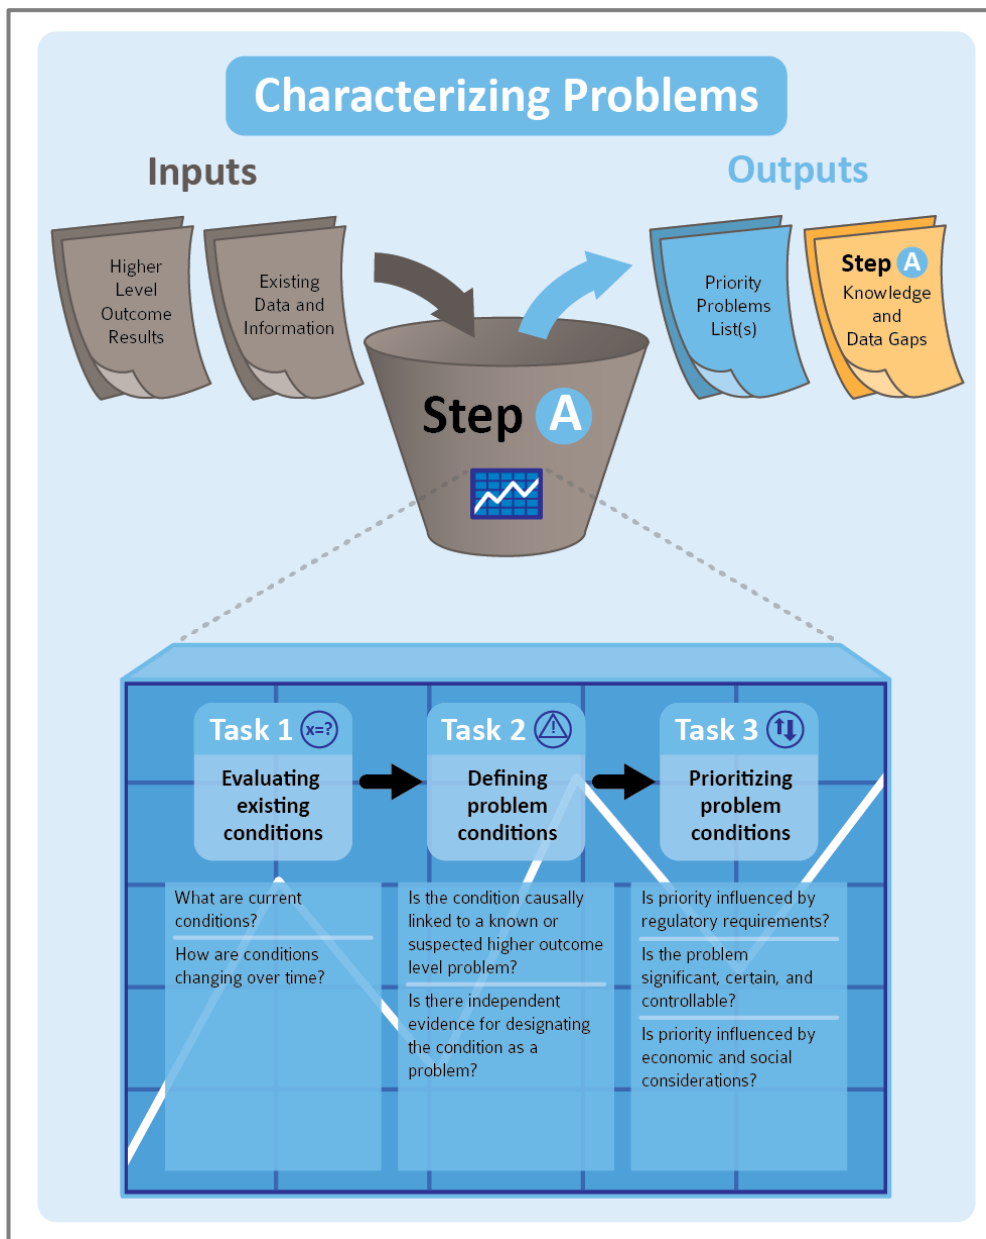 Characterizing Problems
Inputs
Outputs
Higher
Level
Outcome
Results
Existing
Data and
Information
Priority
Problems
List(s)
Step A
Knowledge
and
Data Gaps
Step A
Task 1 x=?
Evaluating
existing
conditions
What are current
conditions?
How are conditions
changing over time?
Task 2
Defining
problem
conditions
Is the condition causally
linked to a known or
suspected higher outcome
level problem?
Is there independent
evidence for designating
the condition as a
problem?
Task 3
Prioritizing
problem
conditions
Is priority influenced by
regulatory requirements?
Is the problem
significant, certain, and
controllable?
Is priority influenced by
economic and social
considerations?